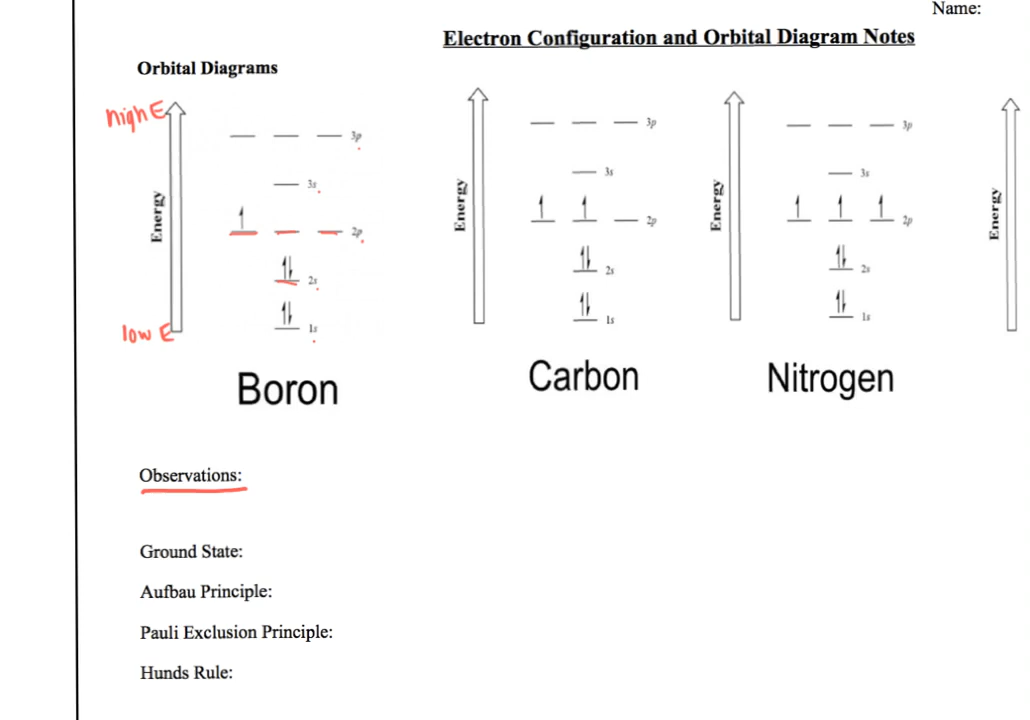 Name:
Electron Configuration and Orbital Diagram Notes
Orbital Diagrams
high E
Energy
3p
3s
2p
2s
1s
low E
Boron
Energy
3p
3s
2p
2s
1s
Carbon
Energy
3p
3s
2p
2s
1s
Nitrogen
Energy
Observations:
Ground State:
Aufbau Principle:
Pauli Exclusion Principle:
Hunds Rule: